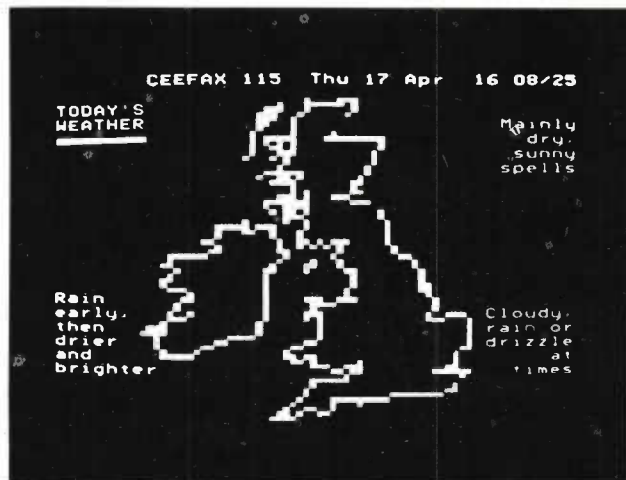 CEEFAX 115 Thu 17 Apr 16 08/25
TODAY'S
WEATHER
Mainly
dry,
sunny
spells
Rain
early,
then
drier
and
brighter
Cloudy,
rain or
drizzle
at
times